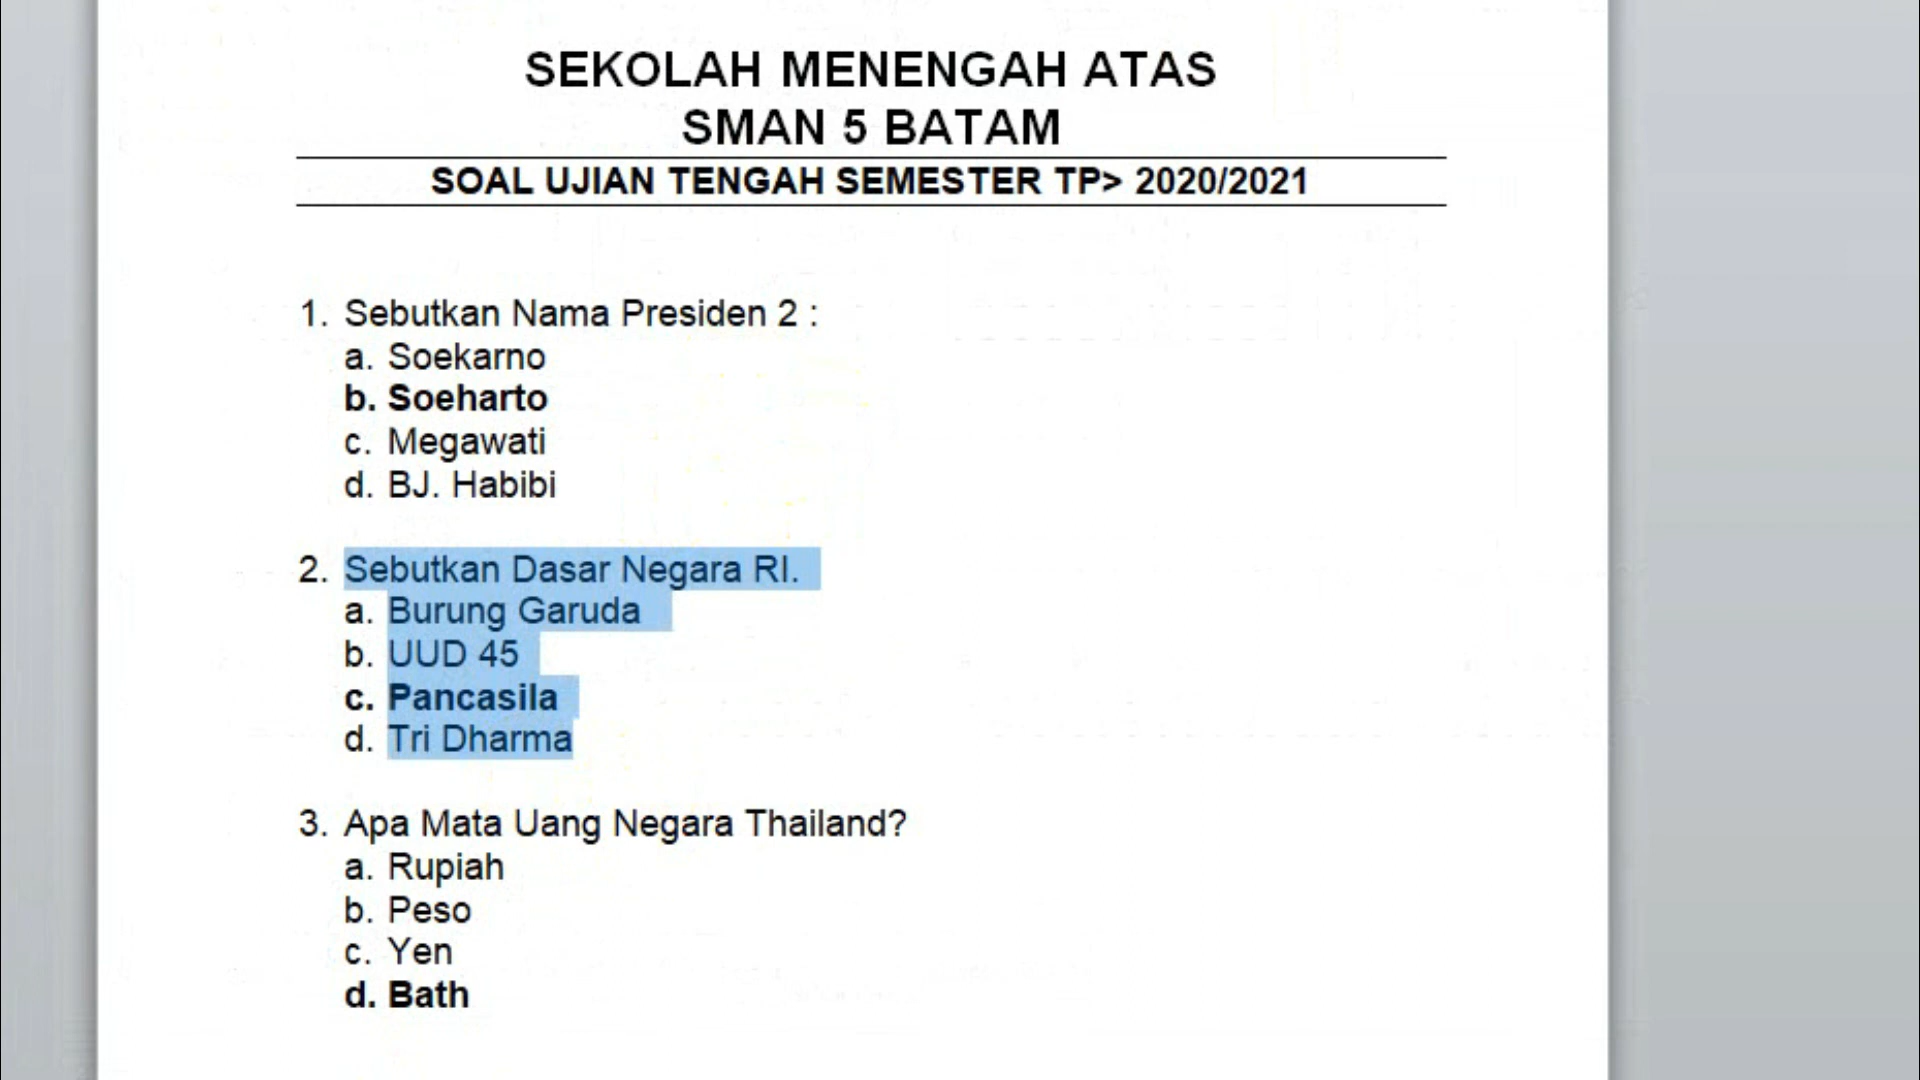 SEKOLAH MENENGAH ATAS
SMAN 5 BATAM
SOAL UJIAN TENGAH SEMESTER TP> 2020/2021
1. Sebutkan Nama Presiden 2 :
a. Soekarno
b. Soeharto
c. Megawati
d. BJ. Habibi
2. Sebutkan Dasar Negara RI.
a. Burung Garuda
b. UUD 45
c. Pancasila
d. Tri Dharma
3. Apa Mata Uang Negara Thailand?
a. Rupiah
b. Peso
c. Yen
d. Bath